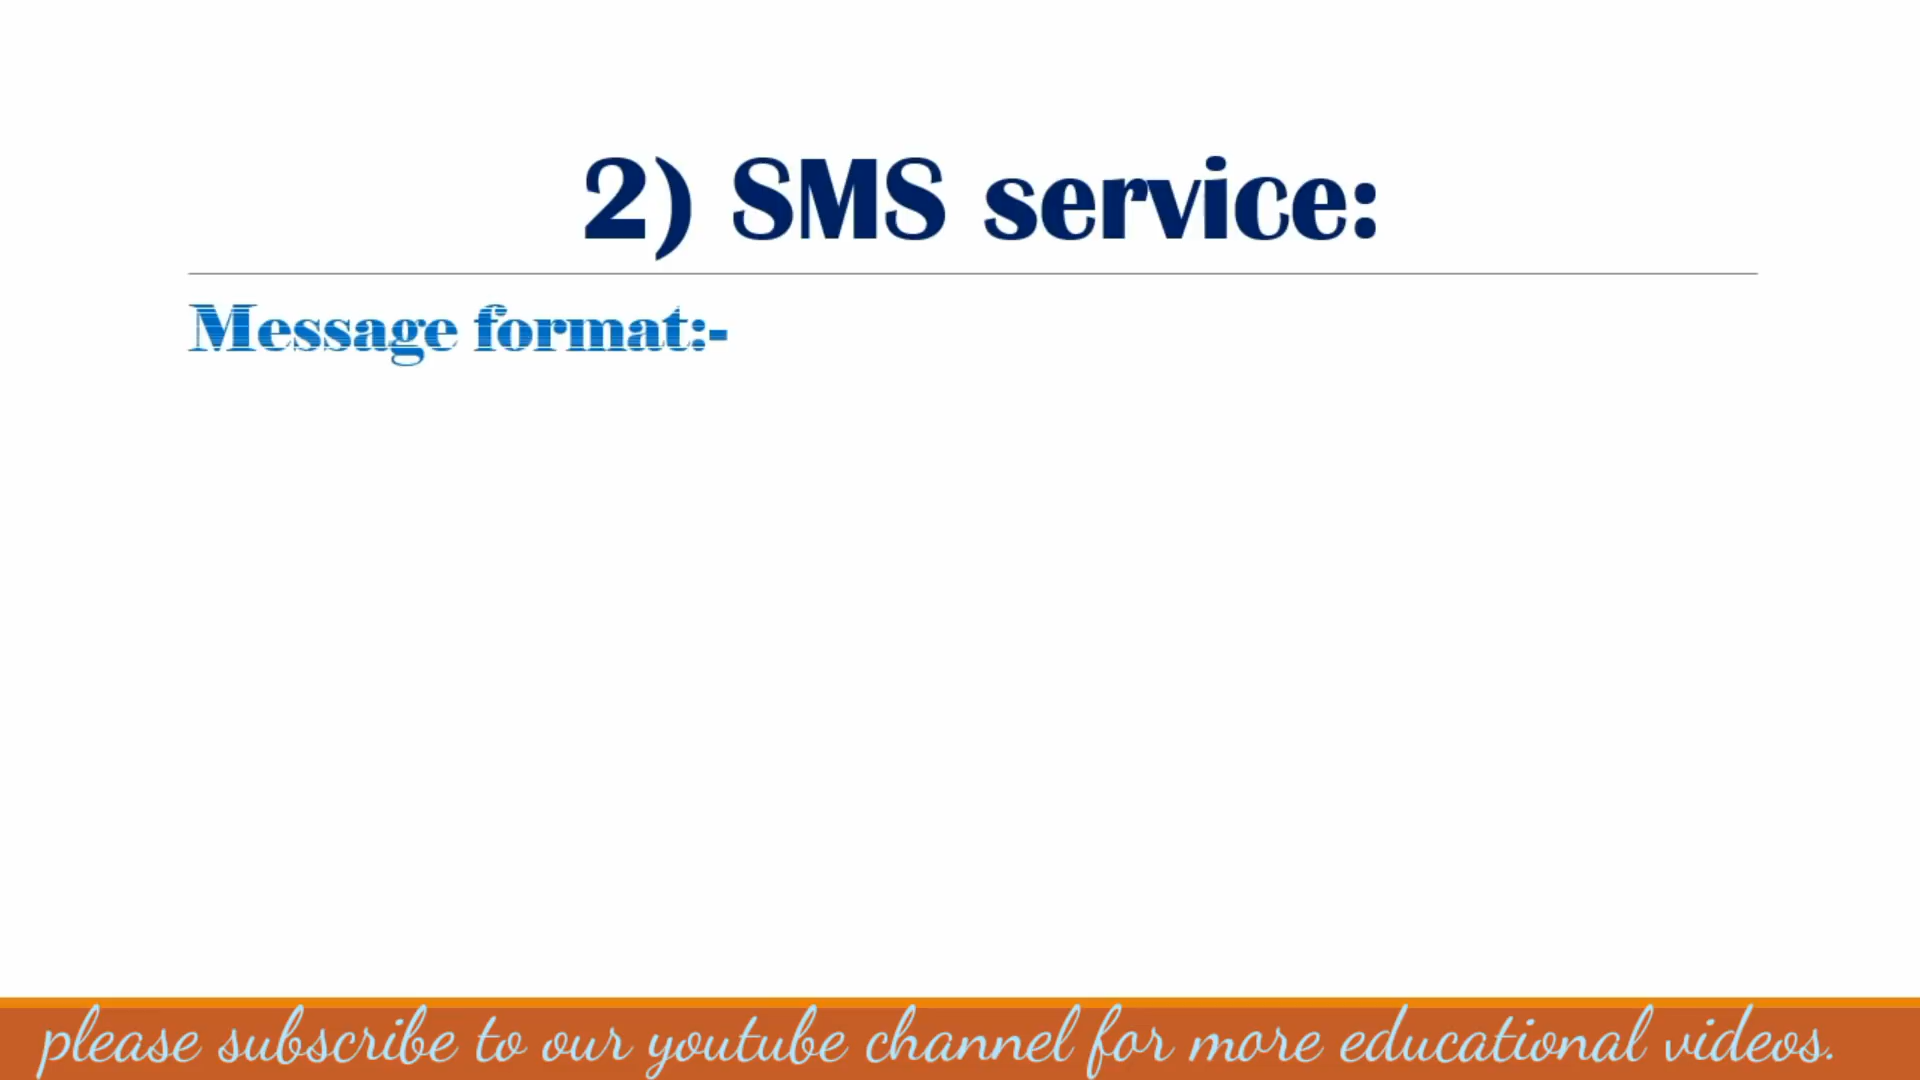 2) SMS service:
Message format:-
please subscribe to our youtube channel for more educational videos.